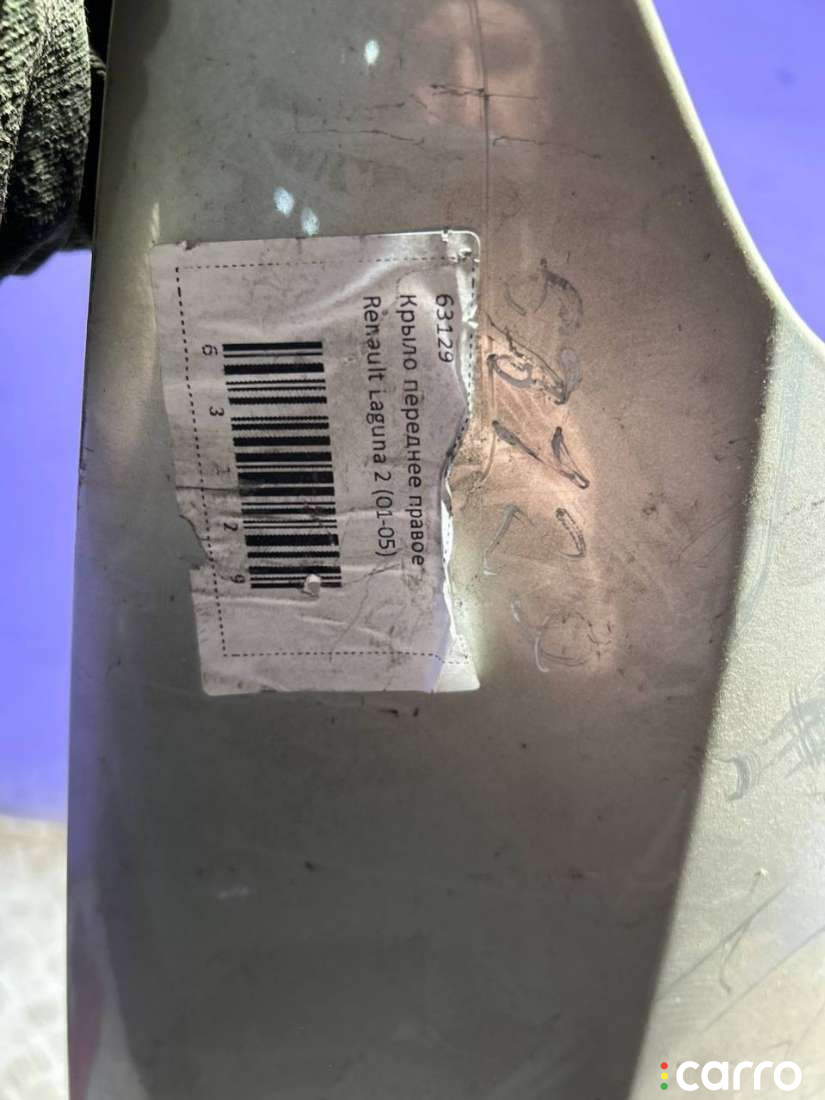 63129
Крыло переднее правое
Renault Laguna 2 (01-05)
6 3 1 2 9
carro